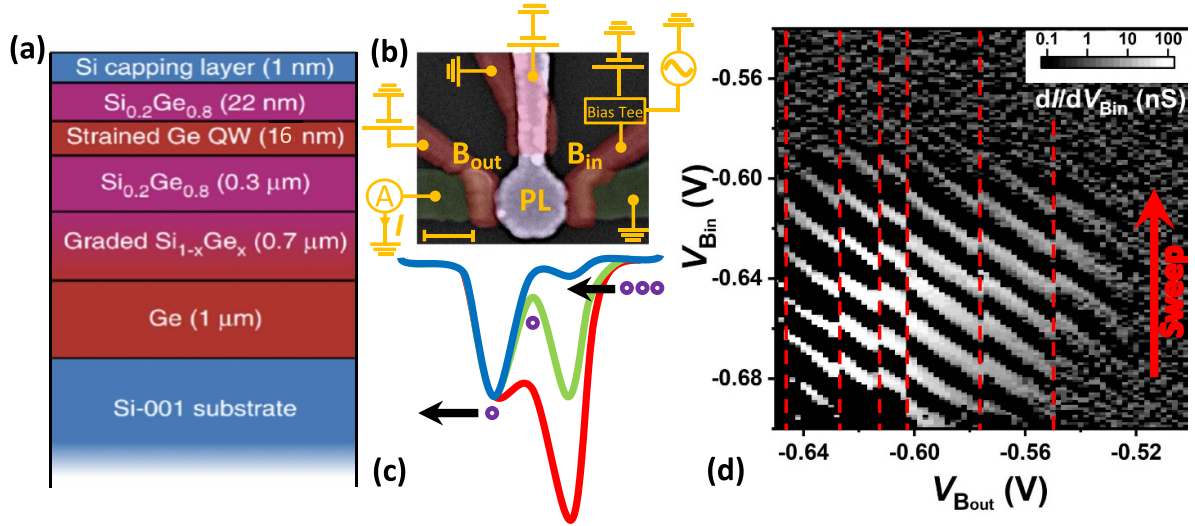 (a)
Si capping layer (1 nm)
Si0.2Ge0.8 (22 nm)
Strained Ge QW (16 nm)
Si0.2Ge0.8 (0.3 μm)
Graded Si1-xGex (0.7 μm)
Ge (1 μm)
Si-001 substrate
(b)
Bias Tee
Bout
Bin
PL
A
I
(c)
(d)
0.1 1 10 100
dI/dVBin (nS)
Sweep
VBin (V)
-0.56
-0.60
-0.64
-0.68
-0.64 -0.60 -0.56 -0.52
VBout (V)